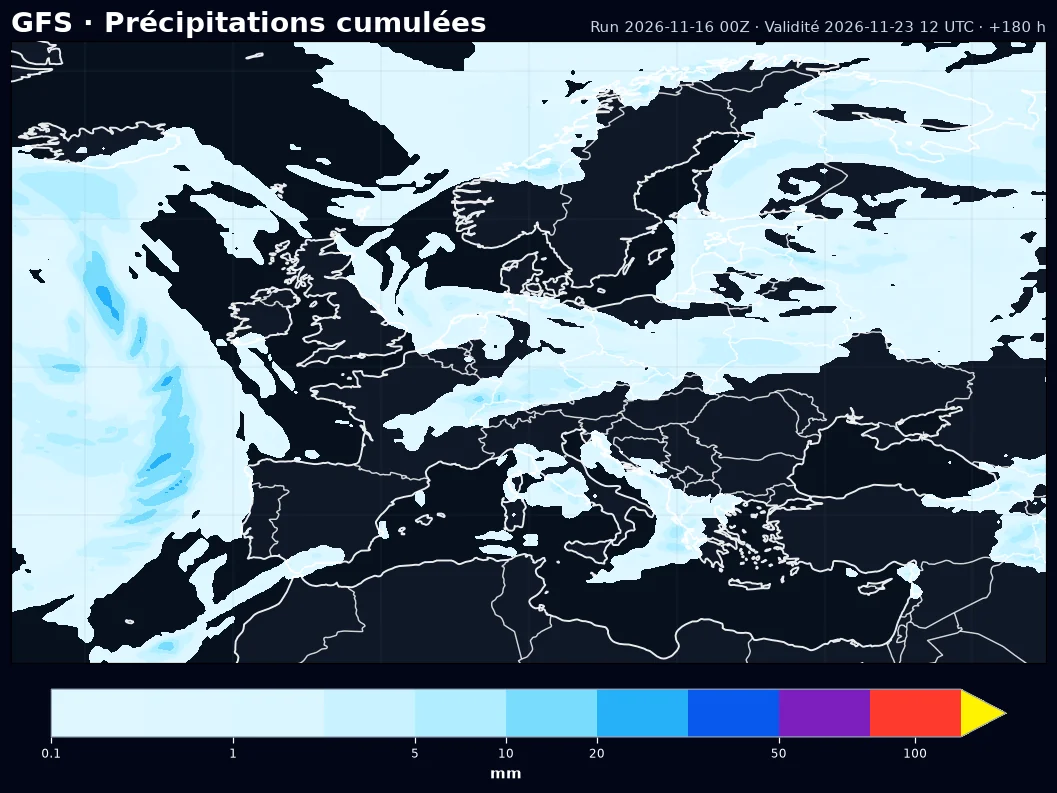 GFS · Précipitations cumulées
Run 2026-11-16 00Z · Validité 2026-11-23 12 UTC · +180 h
0.1 1 5 10 20 50 100
mm